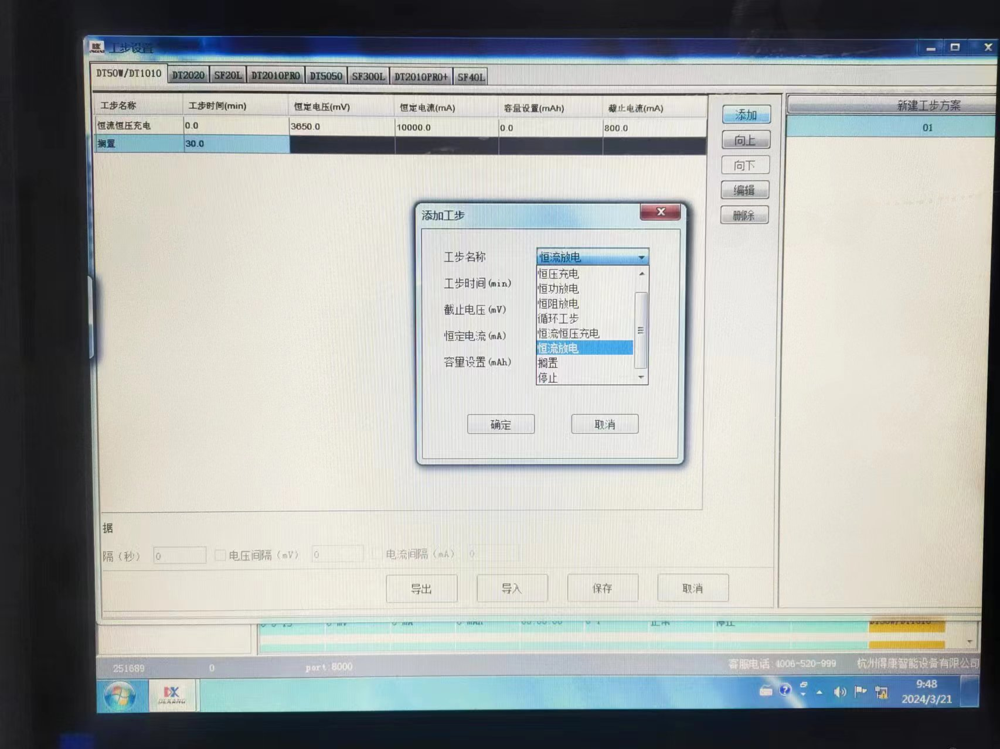 工步设置
DT50W/DT1010 DT2020 SF20L DT2010PRO DT5050 SF300L DT2010PRO+ SF40L
工步名称 工步时间(min) 恒定电压(mV) 恒定电流(mA) 容量设置(mAh) 截止电流(mA)
恒流恒压充电 0.0 3650.0 10000.0 0.0 800.0
搁置 30.0
添加
向上
向下
编辑
删除
新建工步方案
01
添加工步
工步名称 恒流放电
工步时间(min)
截止电压(mV)
恒定电流(mA)
容量设置(mAh)
恒压充电
恒功放电
恒阻放电
循环工步
恒流恒压充电
恒流放电
搁置
停止
确定 取消
据
隔(秒) 0 电压间隔(mV) 0 电流间隔(mA) 0
导出 导入 保存 取消
正常 停止 DT50W/DT1010
251689 0 port:8000 客服电话:4006-520-999 杭州得康智能设备有限公司
DK
DEKANG
9:48
2024/3/21